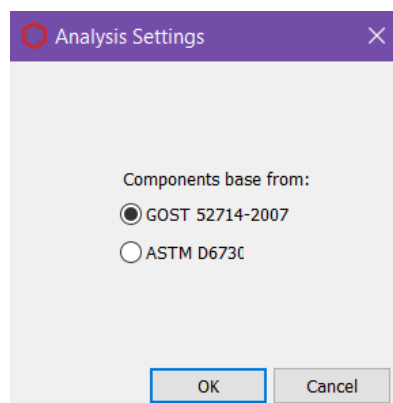 Analysis Settings
Components base from:
GOST 52714-2007
ASTM D6730
OK
Cancel